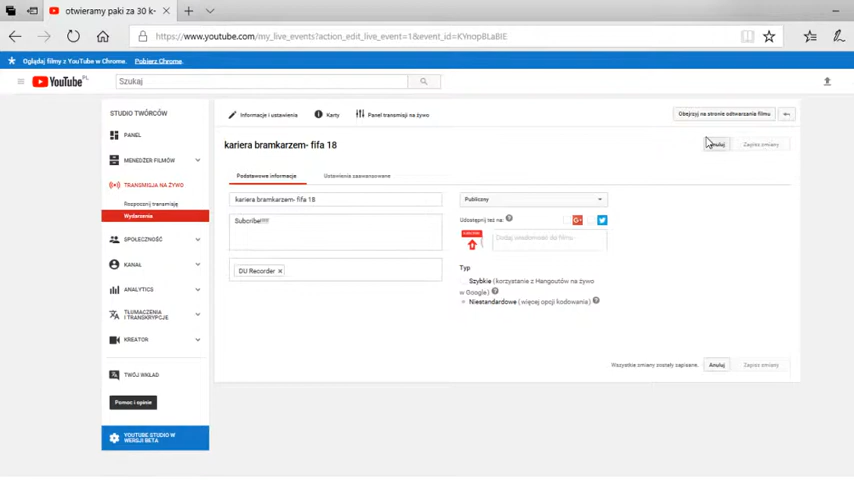 otwieramy paki za 30 k-
https://www.youtube.com/my_live_events?action_edit_live_event=1&event_id=KYnopBLaBIE
Oglądaj filmy z YouTube w Chrome. Pobierz Chrome.
YouTube PL
Szukaj
STUDIO TWÓRCÓW
PANEL
MENEDŻER FILMÓW
TRANSMISJA NA ŻYWO
Rozpocznij transmisję
Wydarzenia
SPOŁECZNOŚĆ
KANAŁ
ANALYTICS
TŁUMACZENIA
I TRANSKRYPCJE
KREATOR
TWÓJ WKŁAD
Pomoc i opinie
YOUTUBE STUDIO W
WERSJI BETA
Informacje i ustawienia
Karty
Panel transmisji na żywo
Obejrzyj na stronie odtwarzania filmu
kariera bramkarzem- fifa 18
Anuluj
Zapisz zmiany
Podstawowe informacje
Ustawienia zaawansowane
kariera bramkarzem- fifa 18
Subcribe!!!!!
DU Recorder ×
Publiczny
Udostępnij też na: ?
Dodaj wiadomość do filmu
Typ
Szybkie (korzystanie z Hangoutów na żywo
w Google) ?
Niestandardowe (więcej opcji kodowania) ?
Wszystkie zmiany zostały zapisane.
Anuluj
Zapisz zmiany